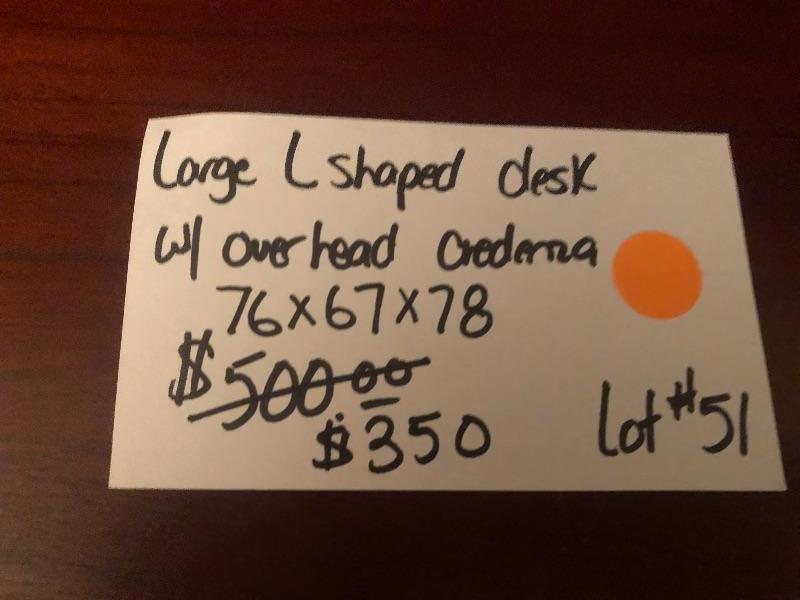 Large L shaped desk
w/ overhead credenza
76x67x78
$500.00
$350
Lot #51